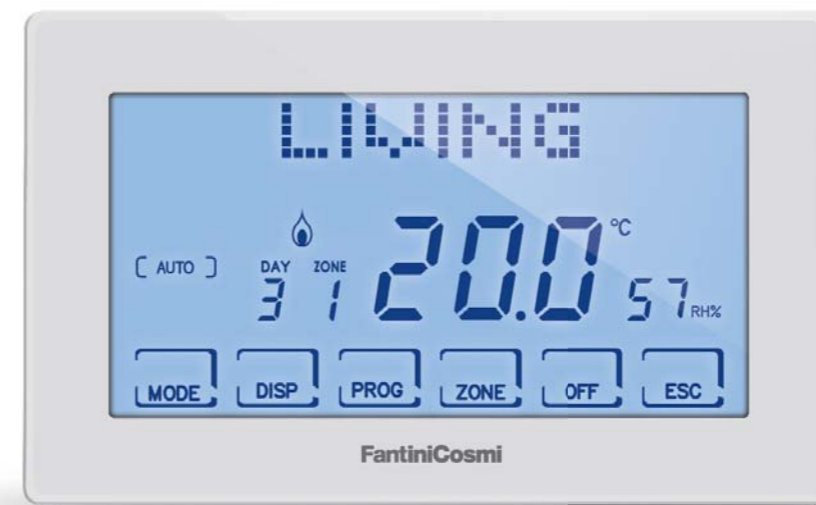 LIVING
°C
[ AUTO ] DAY ZONE 20.0
3 1 57 RH%
MODE DISP PROG ZONE OFF ESC
FantiniCosmi